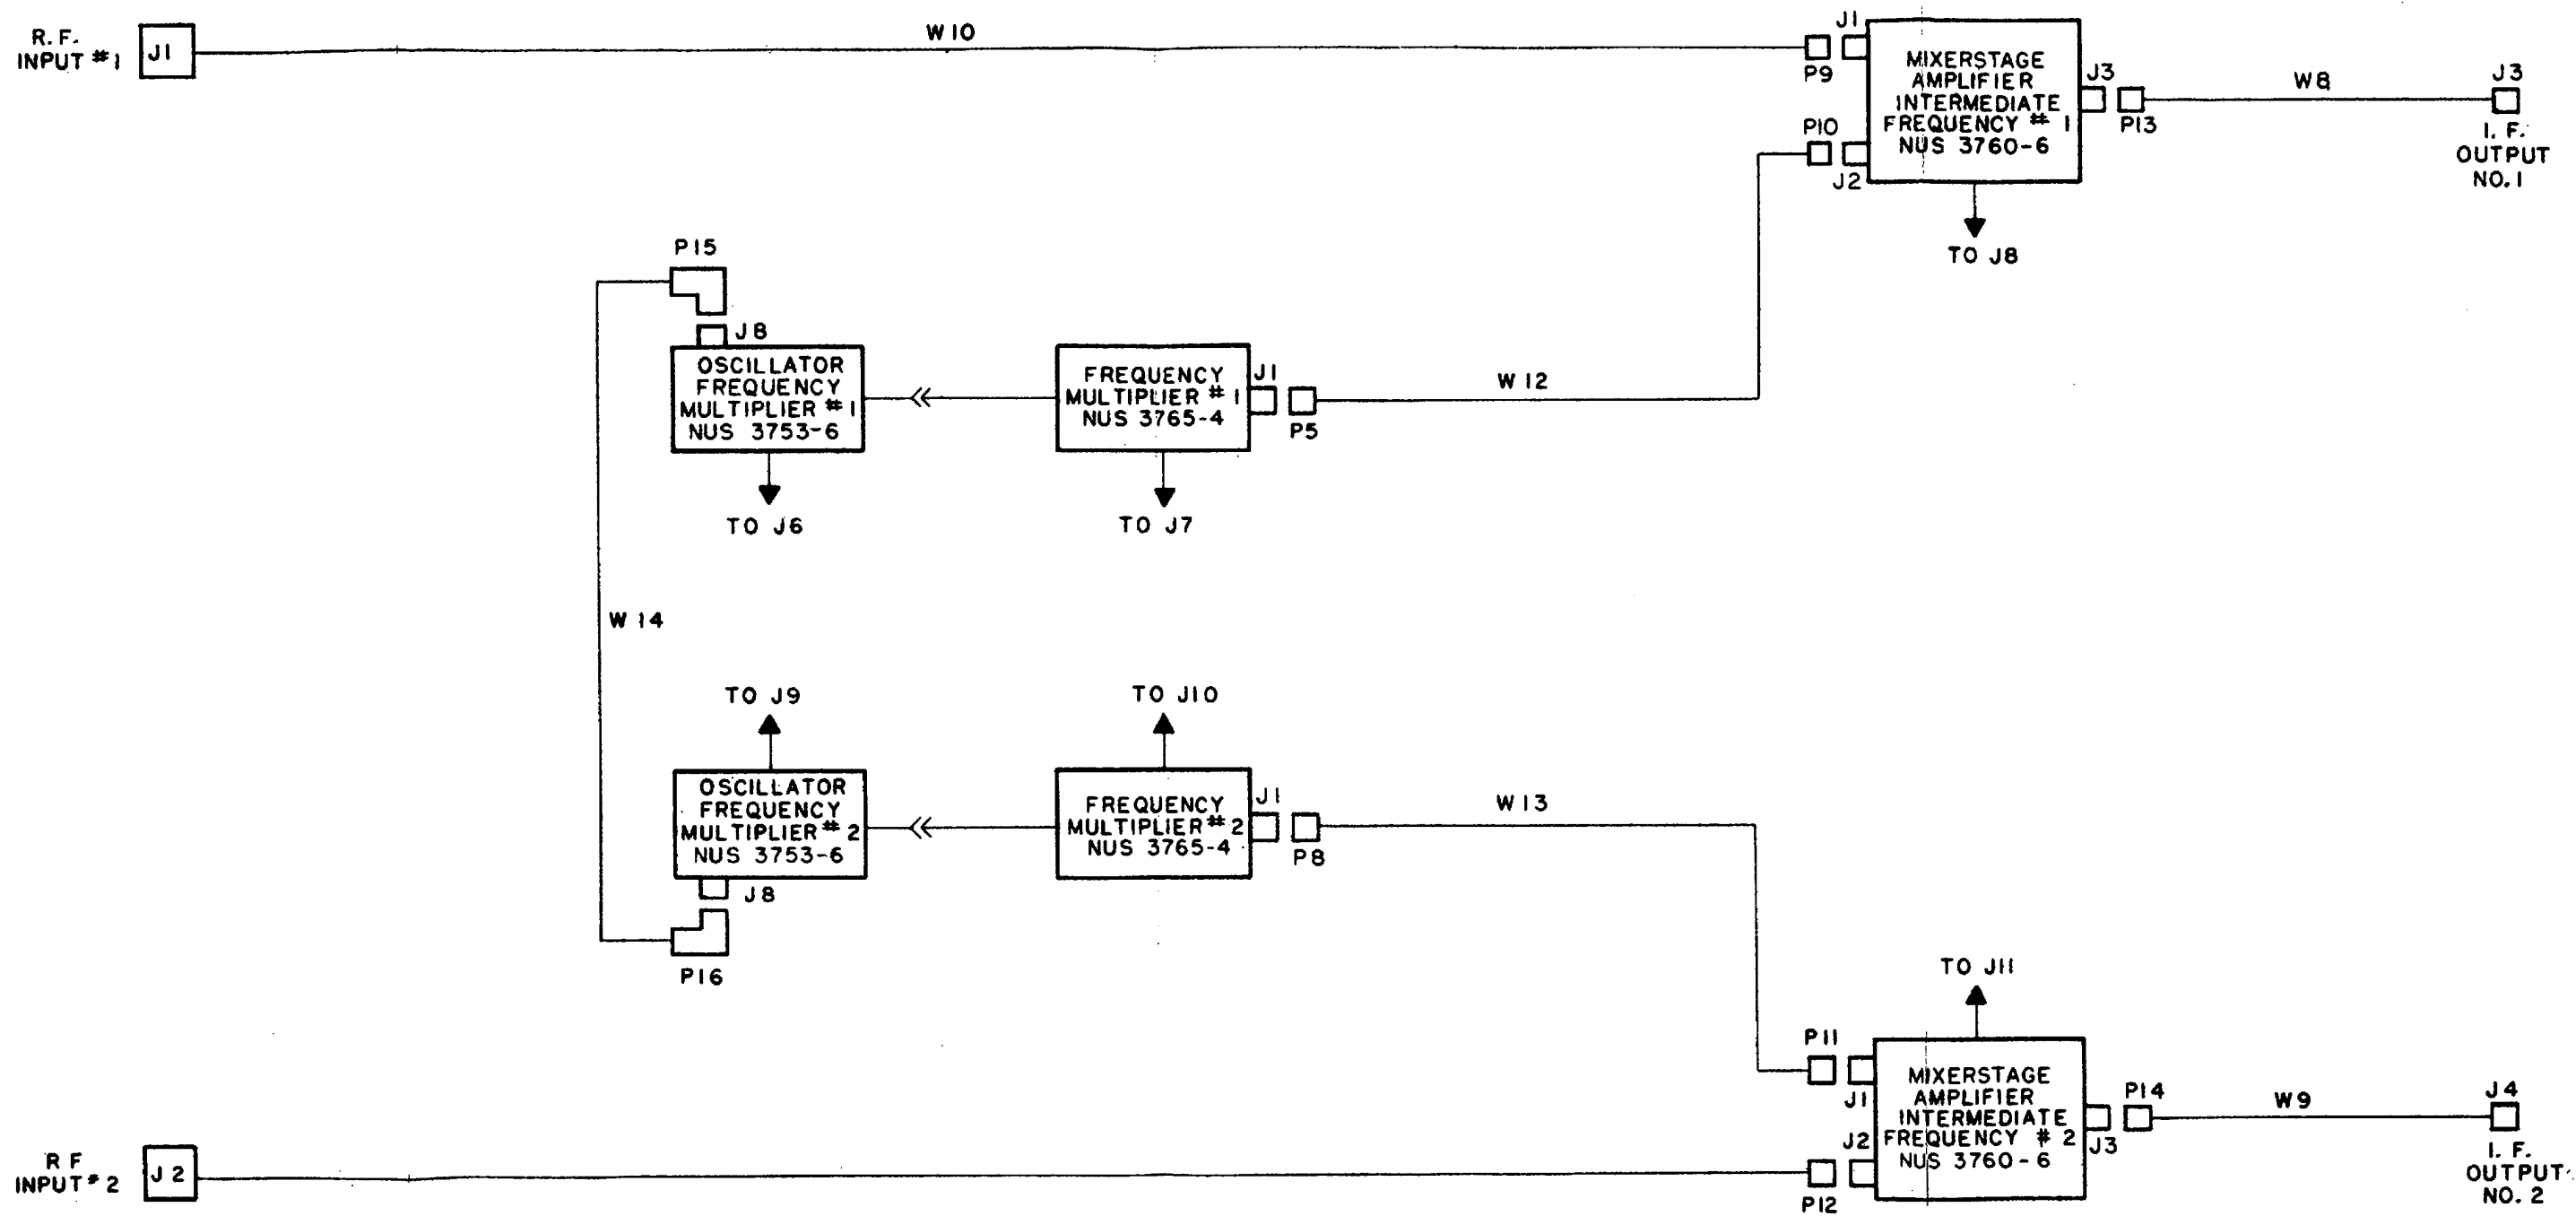 R.F.
INPUT #1
J1
W10
J1
P9
P10
J2
MIXERSTAGE
AMPLIFIER
INTERMEDIATE
FREQUENCY # 1
NUS 3760-6
J3
P13
W8
J3
I. F.
OUTPUT
NO.1
TO J8
P15
J8
OSCILLATOR
FREQUENCY
MULTIPLIER #1
NUS 3753-6
TO J6
FREQUENCY
MULTIPLIER # 1
NUS 3765-4
J1
P5
W12
TO J7
W14
TO J9
OSCILLATOR
FREQUENCY
MULTIPLIER # 2
NUS 3753-6
J8
P16
TO J10
FREQUENCY
MULTIPLIER # 2
NUS 3765-4
J1
P8
W13
TO J11
P11
J1
J2
P12
MIXERSTAGE
AMPLIFIER
INTERMEDIATE
FREQUENCY # 2
NUS 3760-6
P14
J3
W9
J4
I. F.
OUTPUT
NO. 2
R F
INPUT # 2
J2